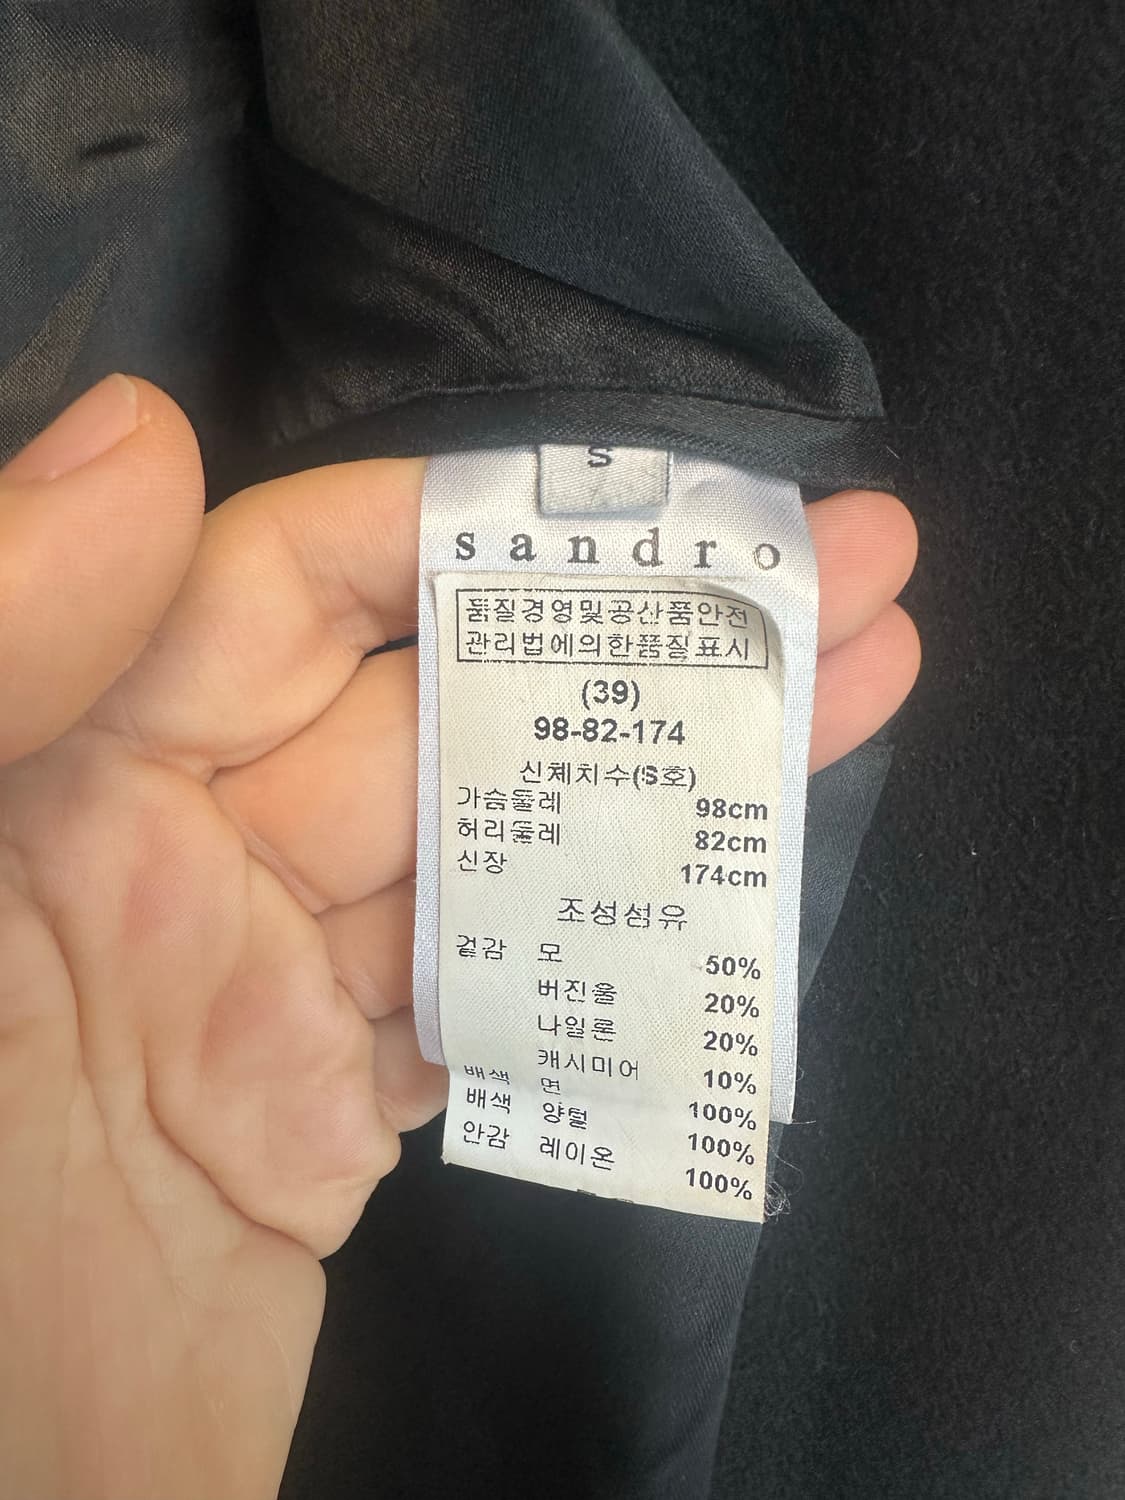 S
sandro
품질경영및공산품안전
관리법에의한품질표시
(39)
98-82-174
신체치수(S호)
가슴둘레 98cm
허리둘레 82cm
신장 174cm
조성섬유
겉감 모 50%
버진울 20%
나일론 20%
캐시미어 10%
배색 면 100%
배색 양털 100%
안감 레이온 100%